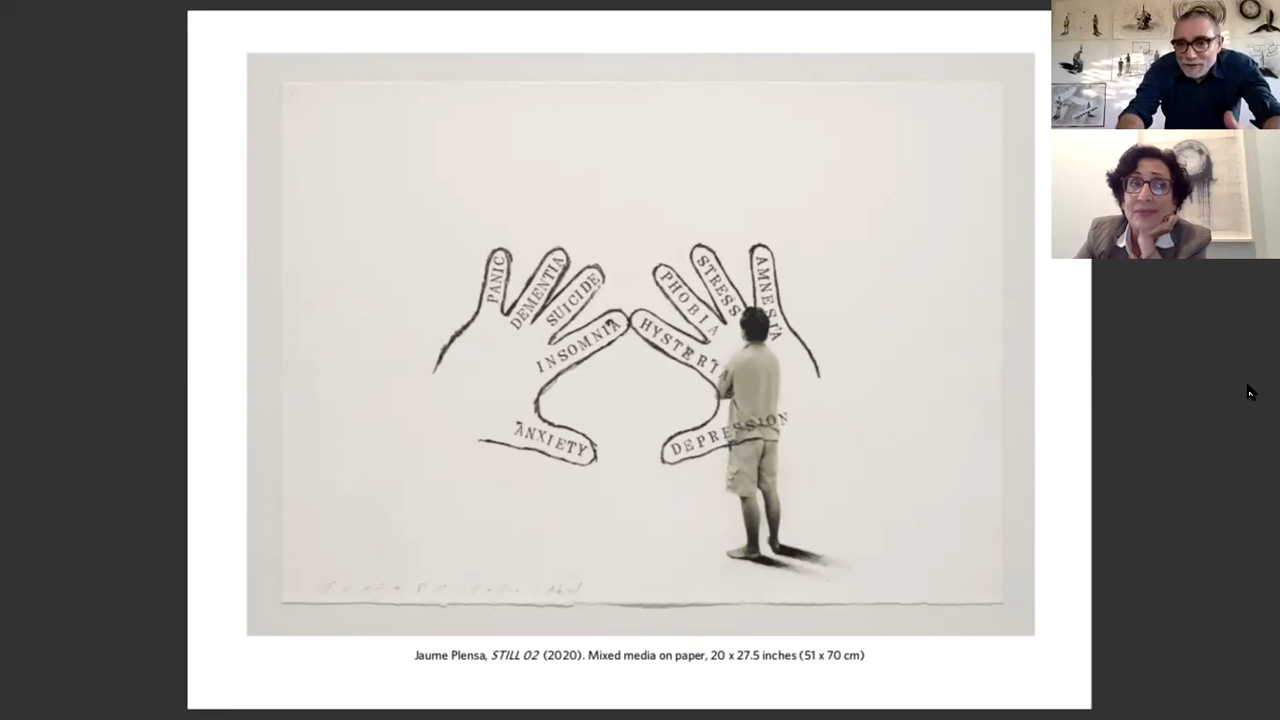 PANIC
DEMENTIA
SUICIDE
INSOMNIA
ANXIETY
PHOBIA
STRESS
AMNESIA
HYSTERIA
DEPRESSION
Jaume Plensa, STILL 02 (2020). Mixed media on paper, 20 x 27.5 inches (51 x 70 cm)